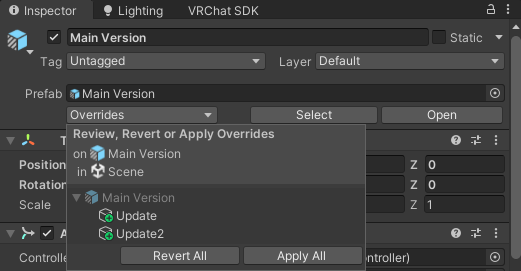 Inspector Lighting VRChat SDK
Main Version Static
Tag Untagged Layer Default
Prefab Main Version
Overrides Select Open
Review, Revert or Apply Overrides
on Main Version
in Scene
Main Version
Update
Update2
Revert All Apply All
T
Position Z 0
Rotation Z 0
Scale Z 1
A
Controller ontroller)